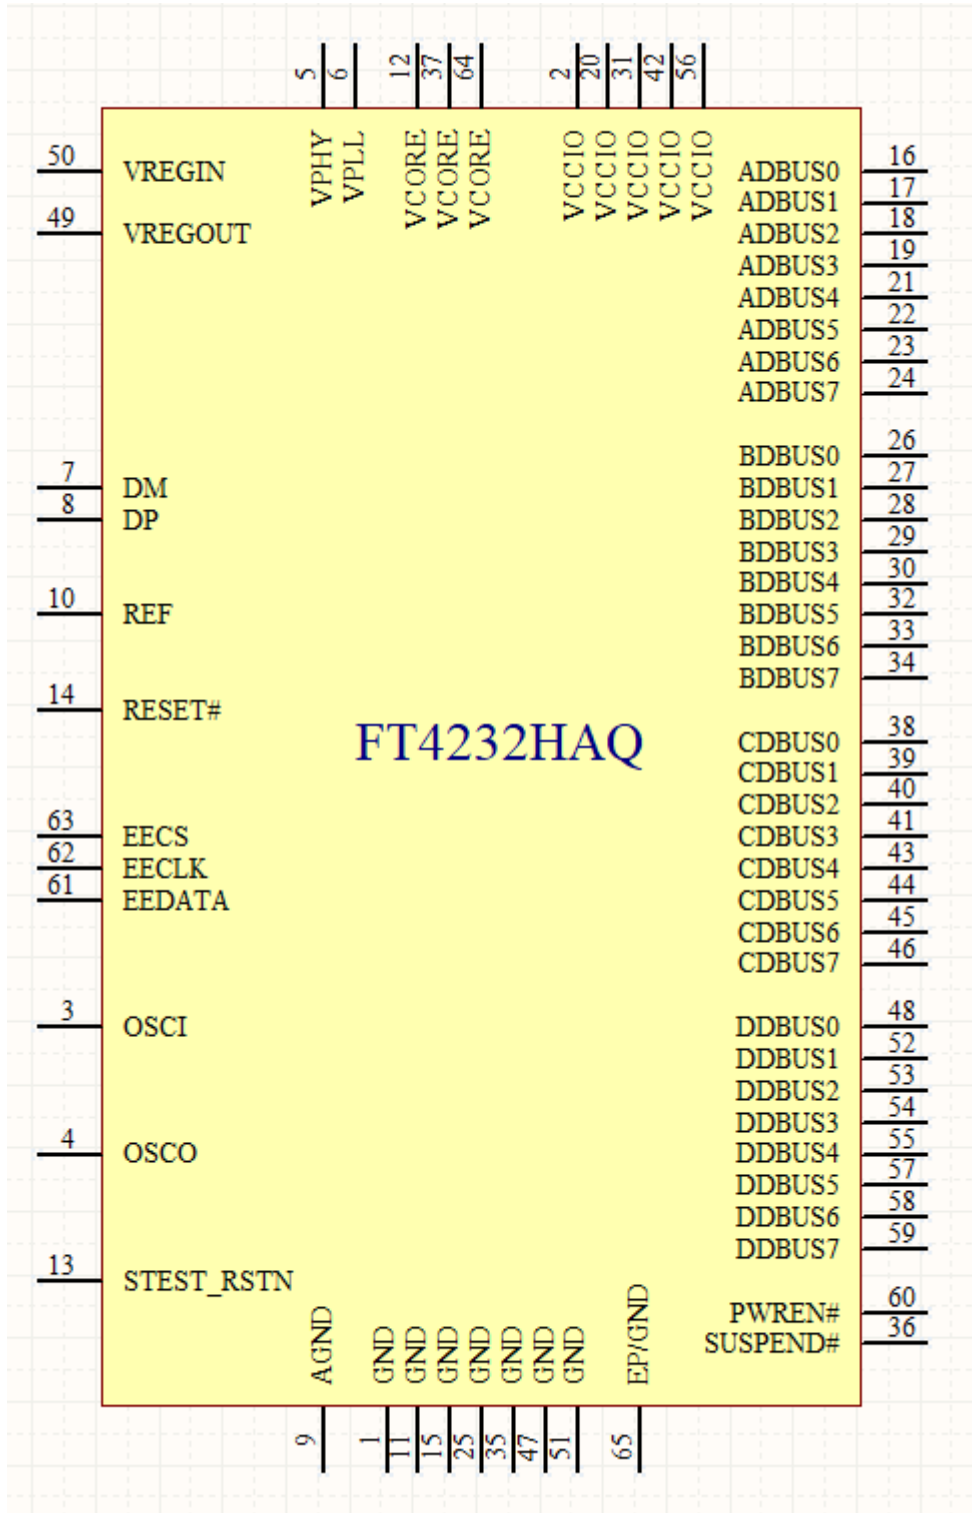 5 6 12 37 64 2 20 31 42 56
VPHY VPLL VCORE VCORE VCORE VCCIO VCCIO VCCIO VCCIO VCCIO
50 VREGIN
49 VREGOUT
7 DM
8 DP
10 REF
14 RESET#
63 EECS
62 EECLK
61 EEDATA
3 OSCI
4 OSCO
13 STEST_RSTN
FT4232HAQ
ADBUS0 16
ADBUS1 17
ADBUS2 18
ADBUS3 19
ADBUS4 21
ADBUS5 22
ADBUS6 23
ADBUS7 24
BDBUS0 26
BDBUS1 27
BDBUS2 28
BDBUS3 29
BDBUS4 30
BDBUS5 32
BDBUS6 33
BDBUS7 34
CDBUS0 38
CDBUS1 39
CDBUS2 40
CDBUS3 41
CDBUS4 43
CDBUS5 44
CDBUS6 45
CDBUS7 46
DDBUS0 48
DDBUS1 52
DDBUS2 53
DDBUS3 54
DDBUS4 55
DDBUS5 57
DDBUS6 58
DDBUS7 59
PWREN# 60
SUSPEND# 36
AGND GND GND GND GND GND GND GND EP/GND
9 1 11 15 25 35 47 51 65